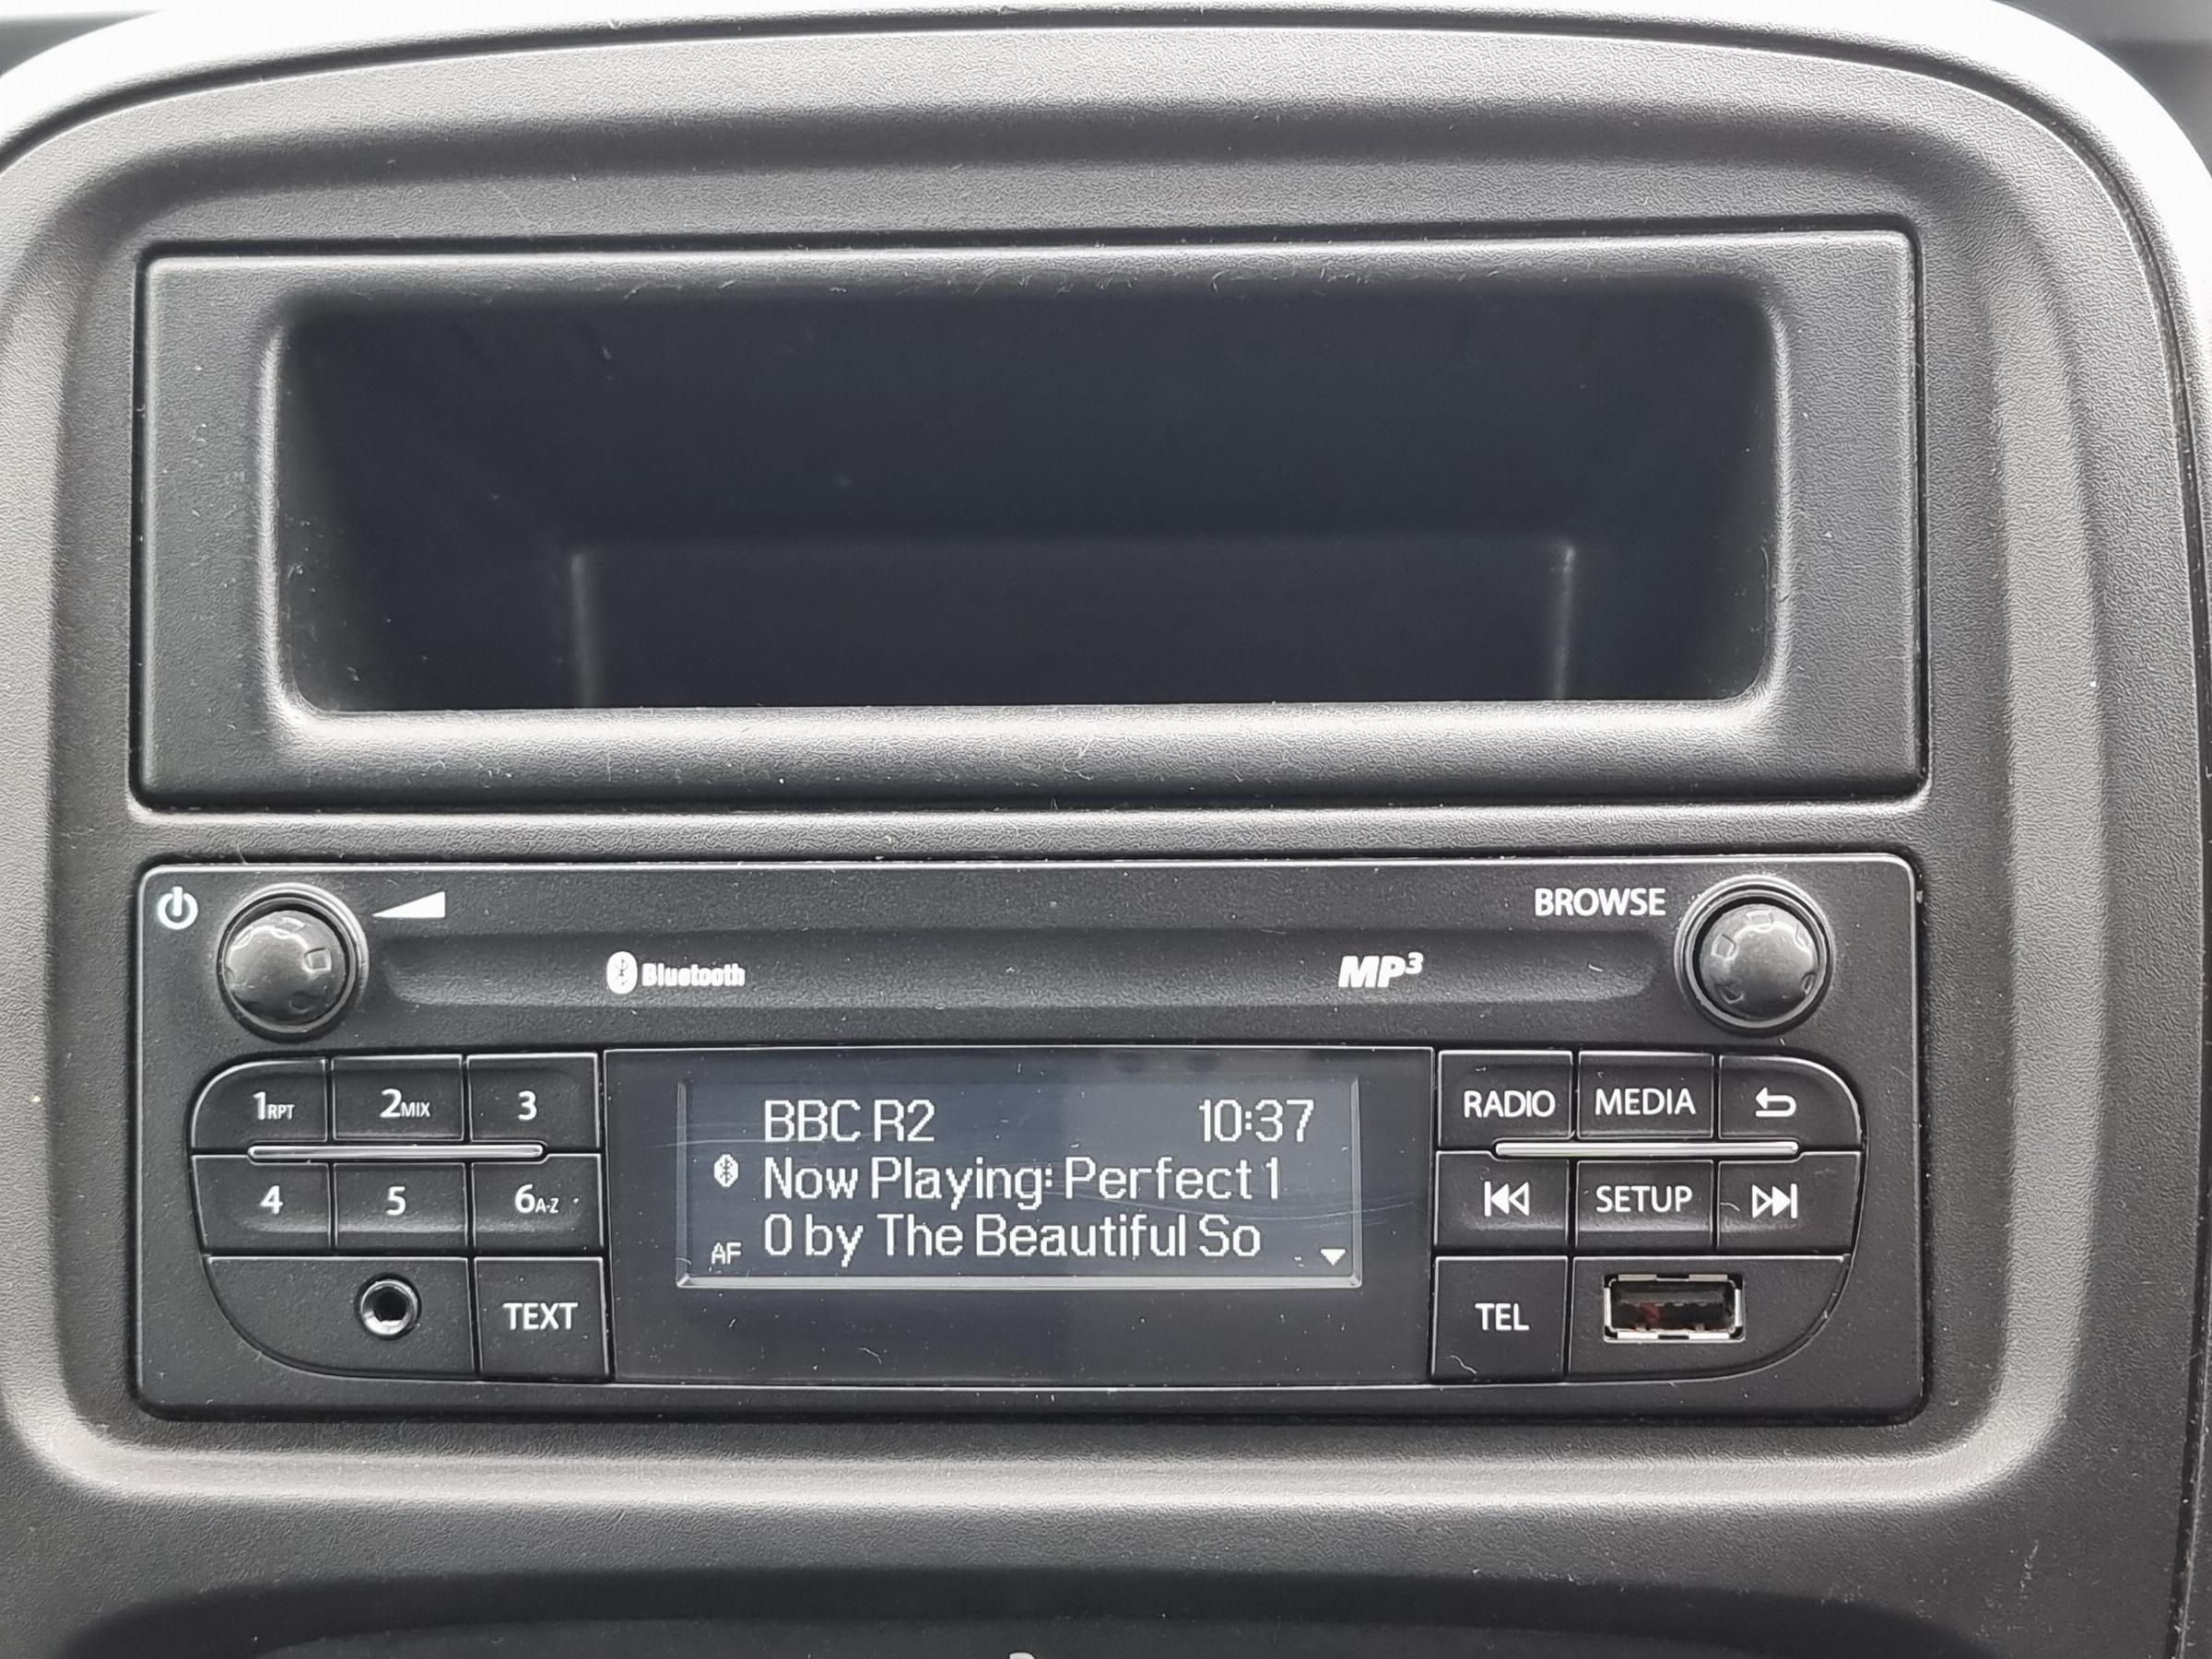 BROWSE
Bluetooth
MP3
1RPT 2MIX 3
BBC R2 10:37
RADIO MEDIA
Now Playing: Perfect 1
4 5 6A-Z
AF 0 by The Beautiful So
SETUP
TEXT
TEL